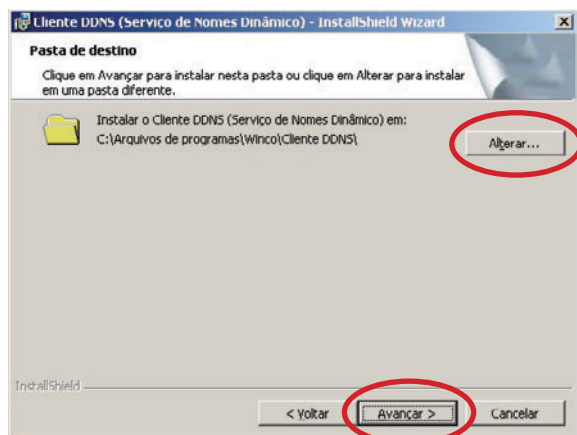 Cliente DDNS (Serviço de Nomes Dinâmico) - InstallShield Wizard
Pasta de destino
Clique em Avançar para instalar nesta pasta ou clique em Alterar para instalar
em uma pasta diferente.
Instalar o Cliente DDNS (Serviço de Nomes Dinâmico) em:
C:\Arquivos de programas\Winco\Cliente DDNS\
Alterar...
InstallShield
< Voltar Avançar > Cancelar